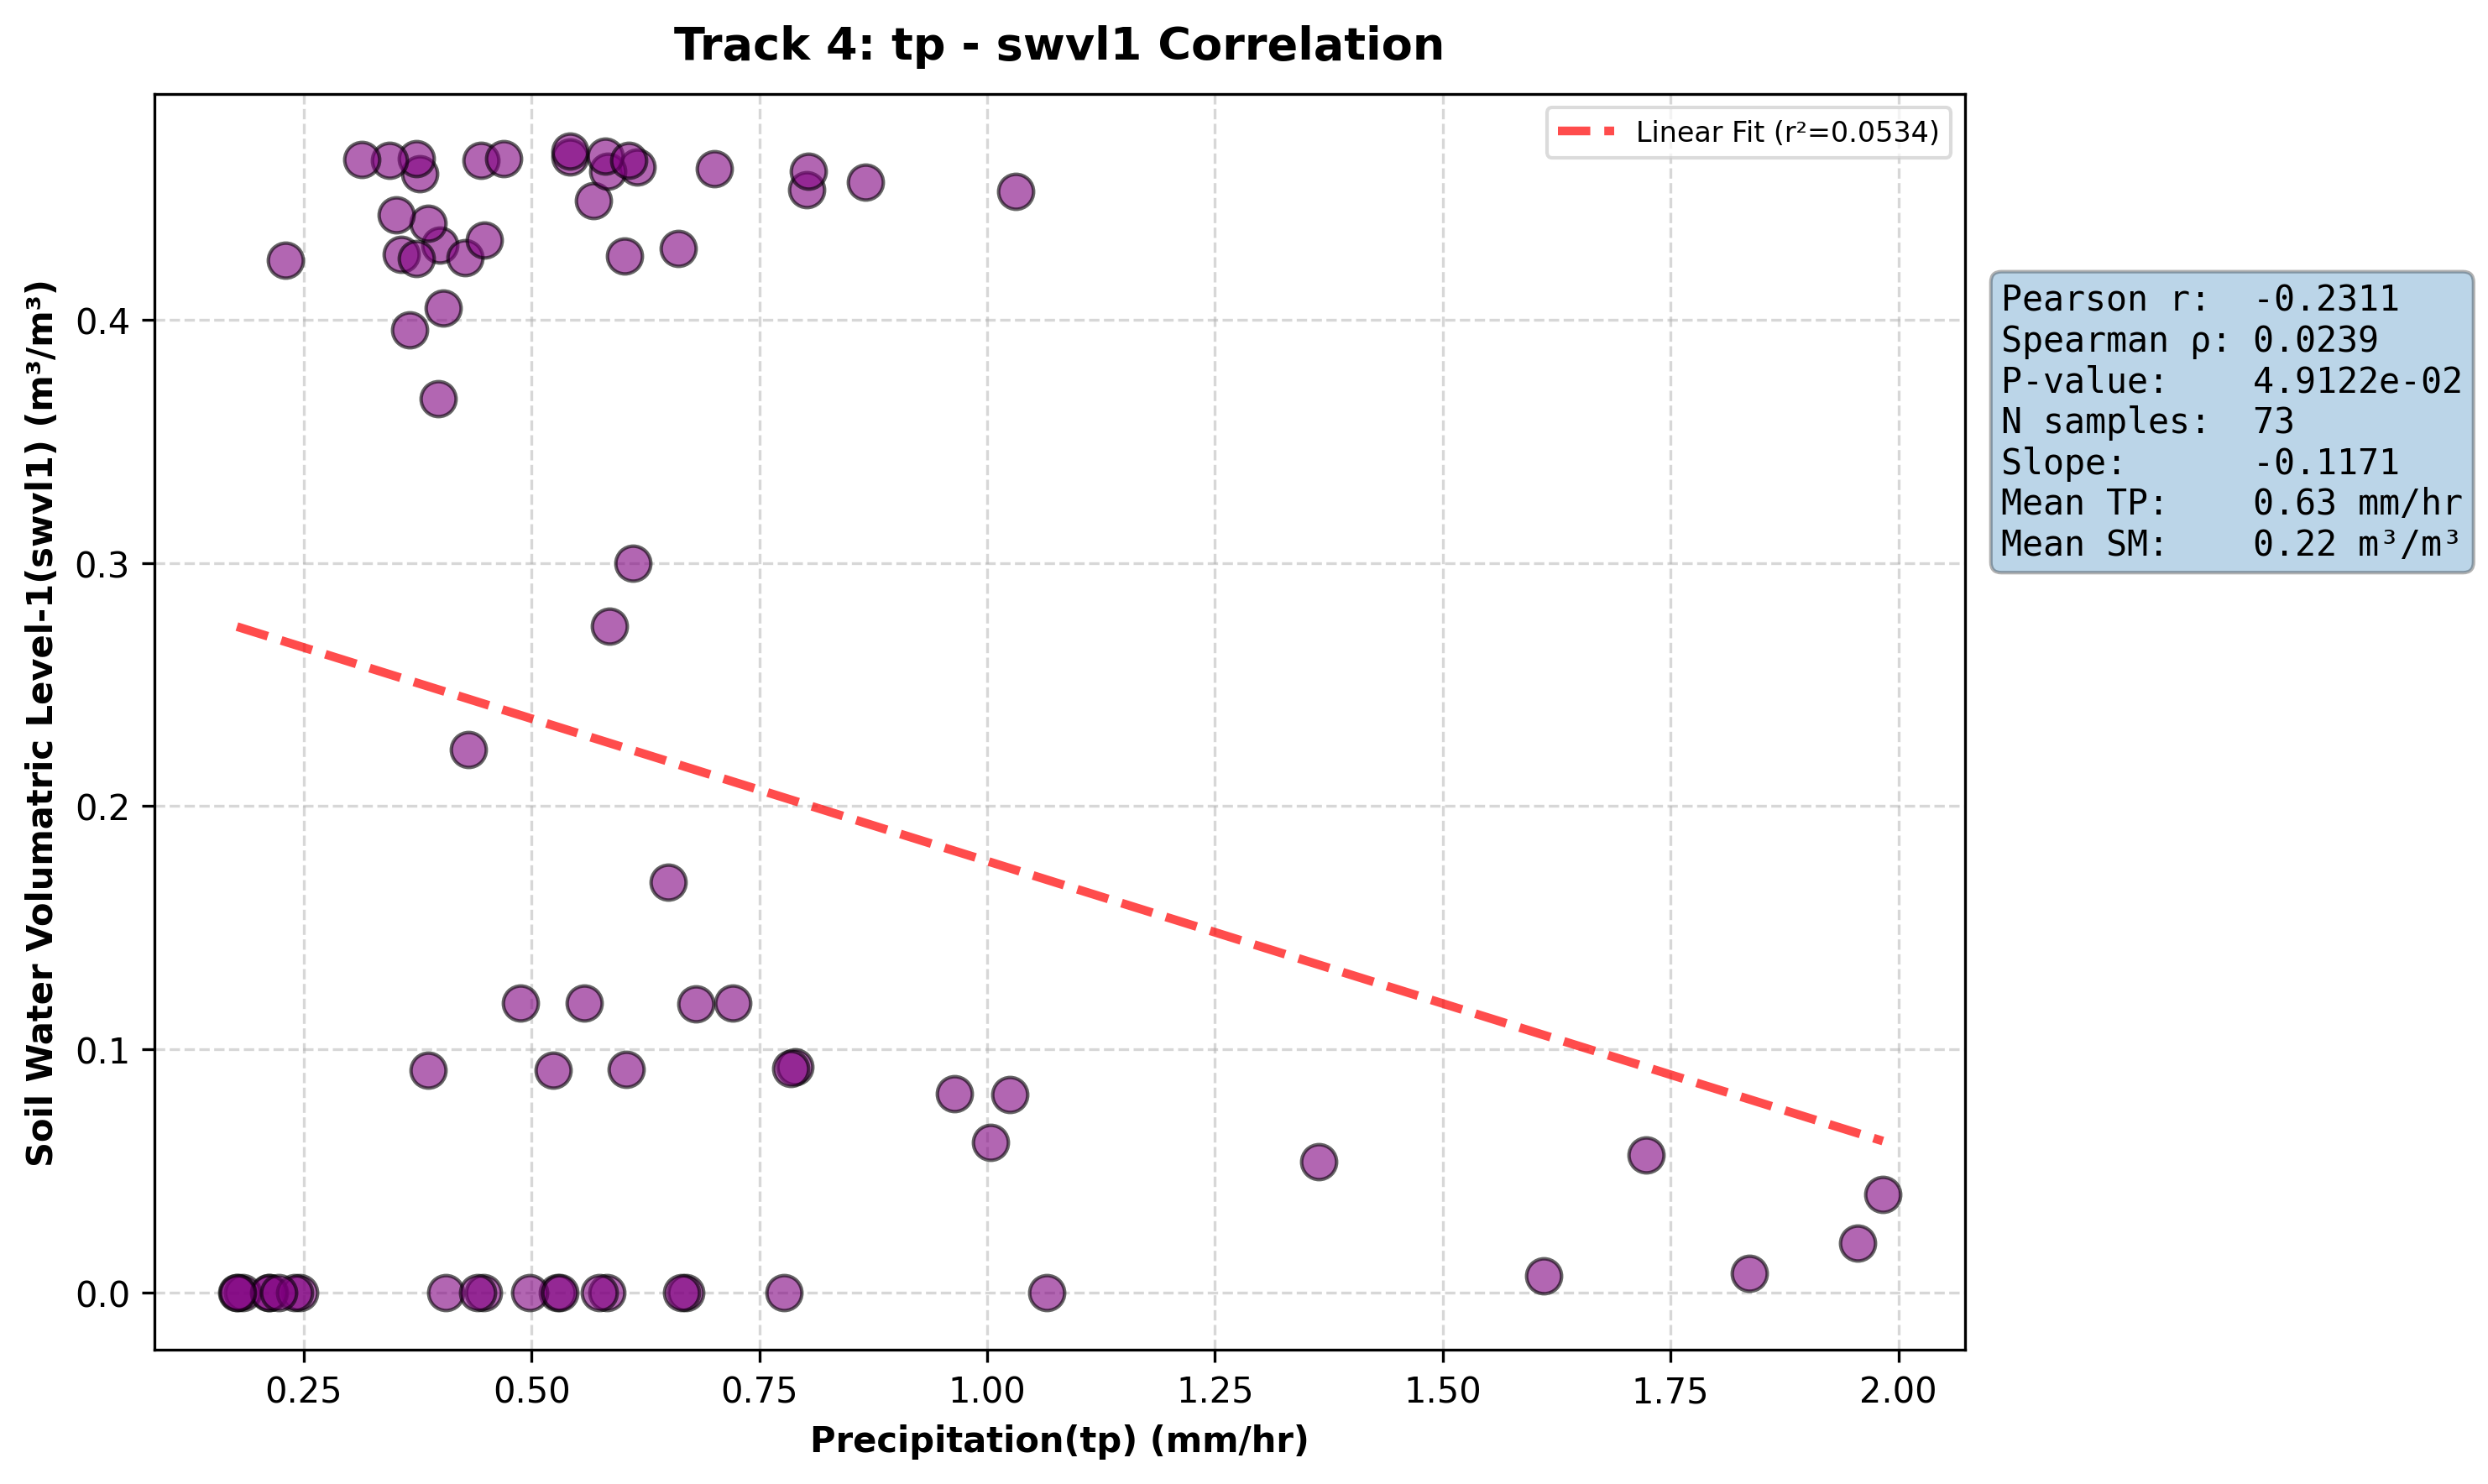 Track 4: tp - swvl1 Correlation
Linear Fit (r²=0.0534)
Pearson r: -0.2311
Spearman ρ: 0.0239
P-value: 4.9122e-02
N samples: 73
Slope: -0.1171
Mean TP: 0.63 mm/hr
Mean SM: 0.22 m³/m³
Soil Water Volumatric Level-1(swvl1) (m³/m³)
0.4
0.3
0.2
0.1
0.0
0.25 0.50 0.75 1.00 1.25 1.50 1.75 2.00
Precipitation(tp) (mm/hr)